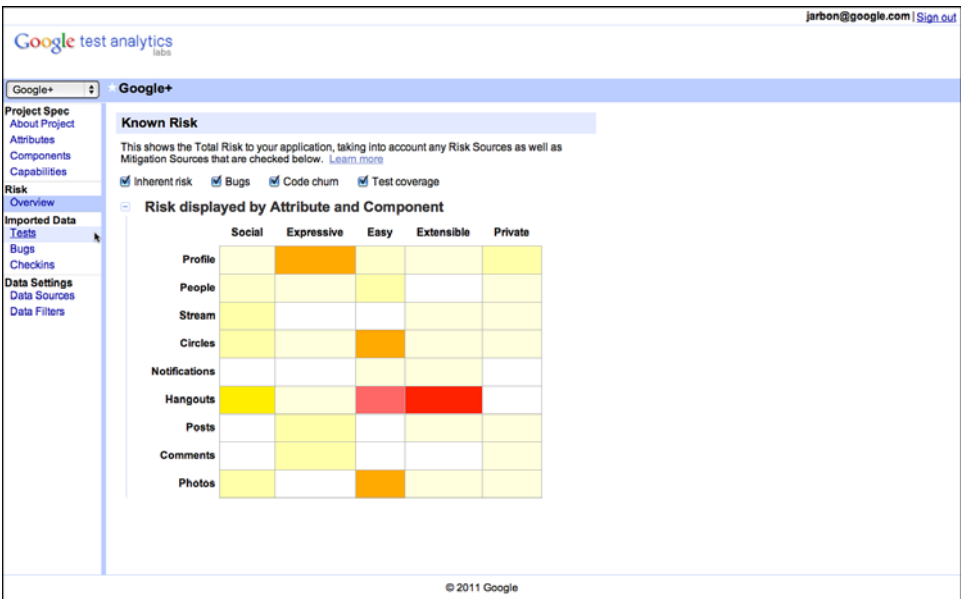 jarbon@google.com | Sign out
Google test analytics
labs
Google+
Google+
Project Spec
About Project
Attributes
Components
Capabilities
Risk
Overview
Imported Data
Tests
Bugs
Checkins
Data Settings
Data Sources
Data Filters
Known Risk
This shows the Total Risk to your application, taking into account any Risk Sources as well as
Mitigation Sources that are checked below. Learn more
Inherent risk Bugs Code churn Test coverage
Risk displayed by Attribute and Component
Social Expressive Easy Extensible Private
Profile
People
Stream
Circles
Notifications
Hangouts
Posts
Comments
Photos
© 2011 Google